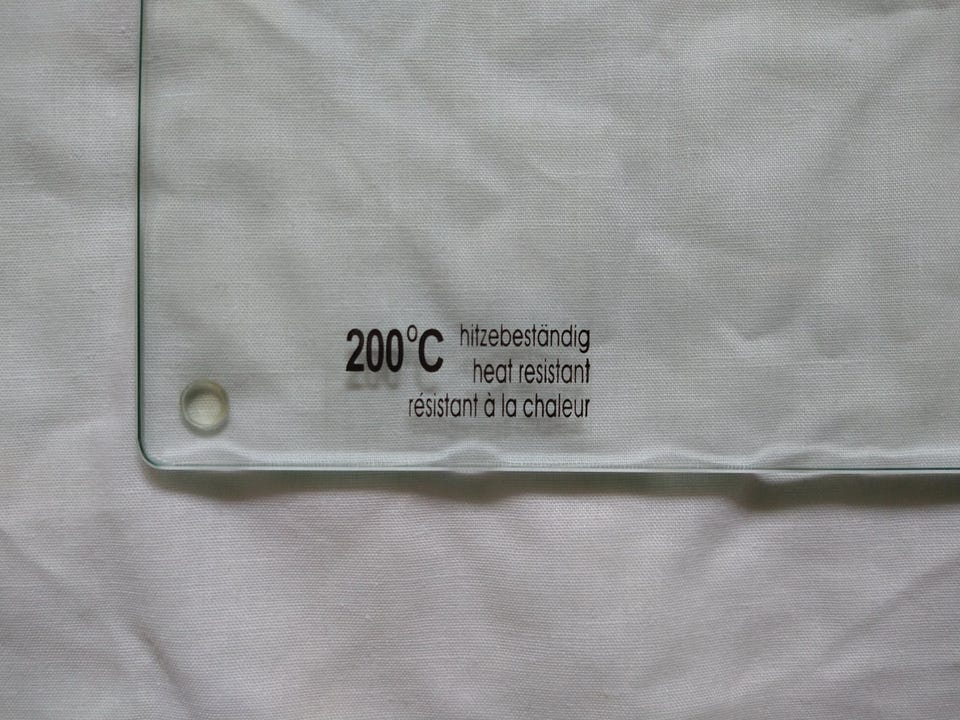 200°C hitzebeständig
heat resistant
résistant à la chaleur